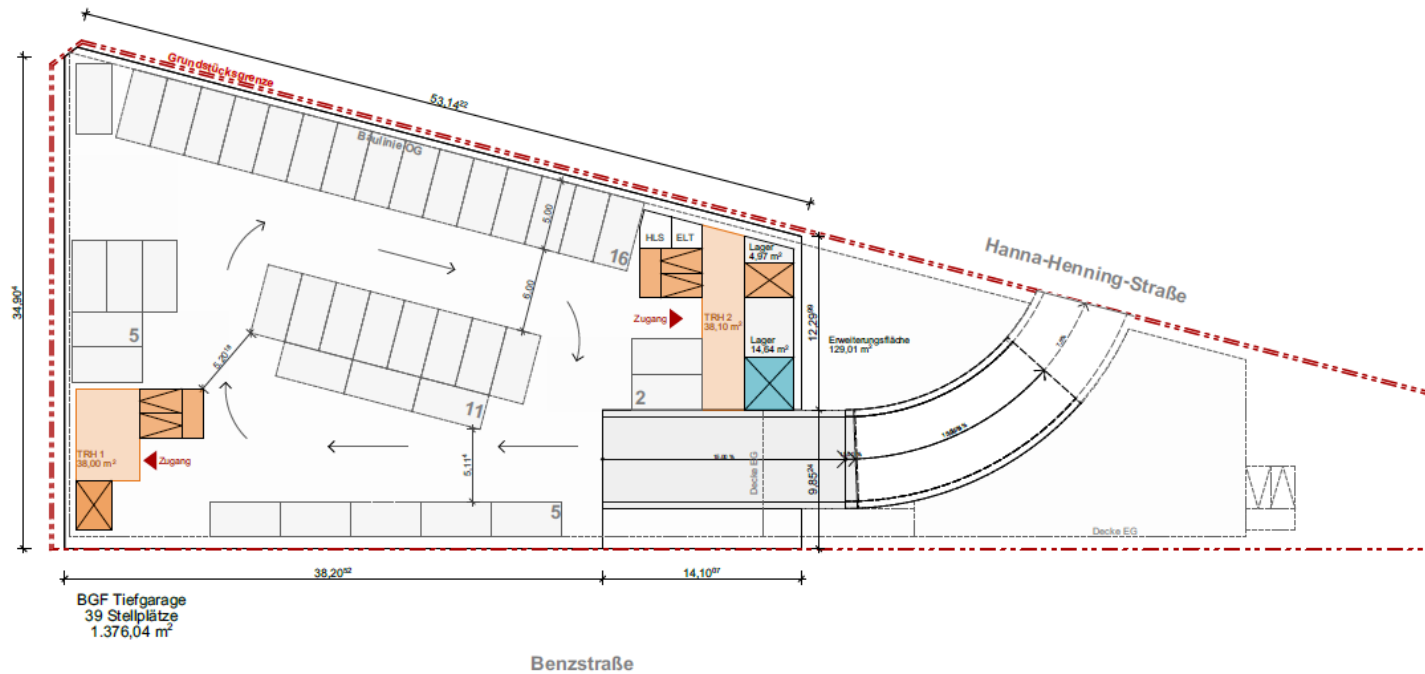 Grundstücksgrenze
53,14²²
Baulinie OG
5,00
16
HLS
ELT
Lager
4,97 m²
Hanna-Henning-Straße
6,00
34,90⁴
5
5,20¹⁸
Zugang
TRH 2
38,10 m²
12,29⁸⁹
Erweiterungsfläche
129,01 m²
Lager
14,64 m²
2
11
TRH 1
38,00 m²
Zugang
5,11⁴
Decke EG
9,85²⁴
5
Decke EG
38,20⁵²
14,10⁰⁷
BGF Tiefgarage
39 Stellplätze
1.376,04 m²
Benzstraße